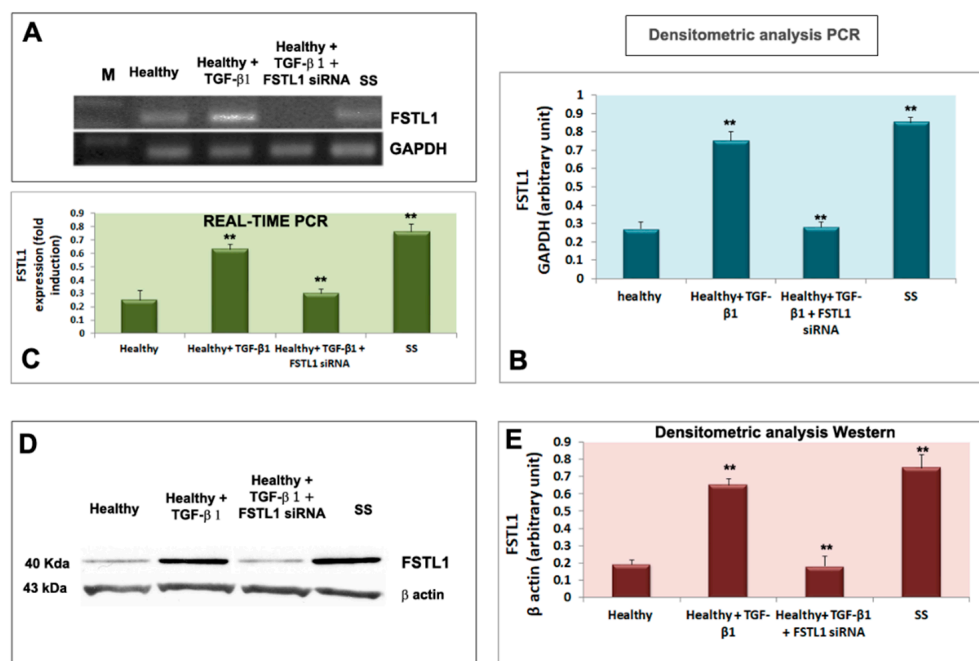 A
M
Healthy
Healthy +
TGF-β1
Healthy +
TGF-β 1 +
FSTL1 siRNA
SS
FSTL1
GAPDH
Densitometric analysis PCR
FSTL1
GAPDH (arbitrary unit)
1
0.9
0.8
0.7
0.6
0.5
0.4
0.3
0.2
0.1
0
**
**
**
healthy
Healthy+ TGF-
β1
Healthy+ TGF-
β1 + FSTL1
siRNA
SS
B
REAL-TIME PCR
FSTL1
expression (fold
induction)
0.9
0.8
0.7
0.6
0.5
0.4
0.3
0.2
0.1
0
**
**
**
Healthy
Healthy+ TGF-β1
Healthy+ TGF-β1 +
FSTL1 siRNA
SS
C
D
Healthy
Healthy +
TGF-β 1
Healthy +
TGF-β 1 +
FSTL1 siRNA
SS
40 Kda
FSTL1
43 kDa
β actin
E
Densitometric analysis Western
FSTL1
β actin (arbitrary unit)
0.9
0.8
0.7
0.6
0.5
0.4
0.3
0.2
0.1
0
**
**
**
Healthy
Healthy + TGF-
β1
Healthy+ TGF-β1
+ FSTL1 siRNA
SS